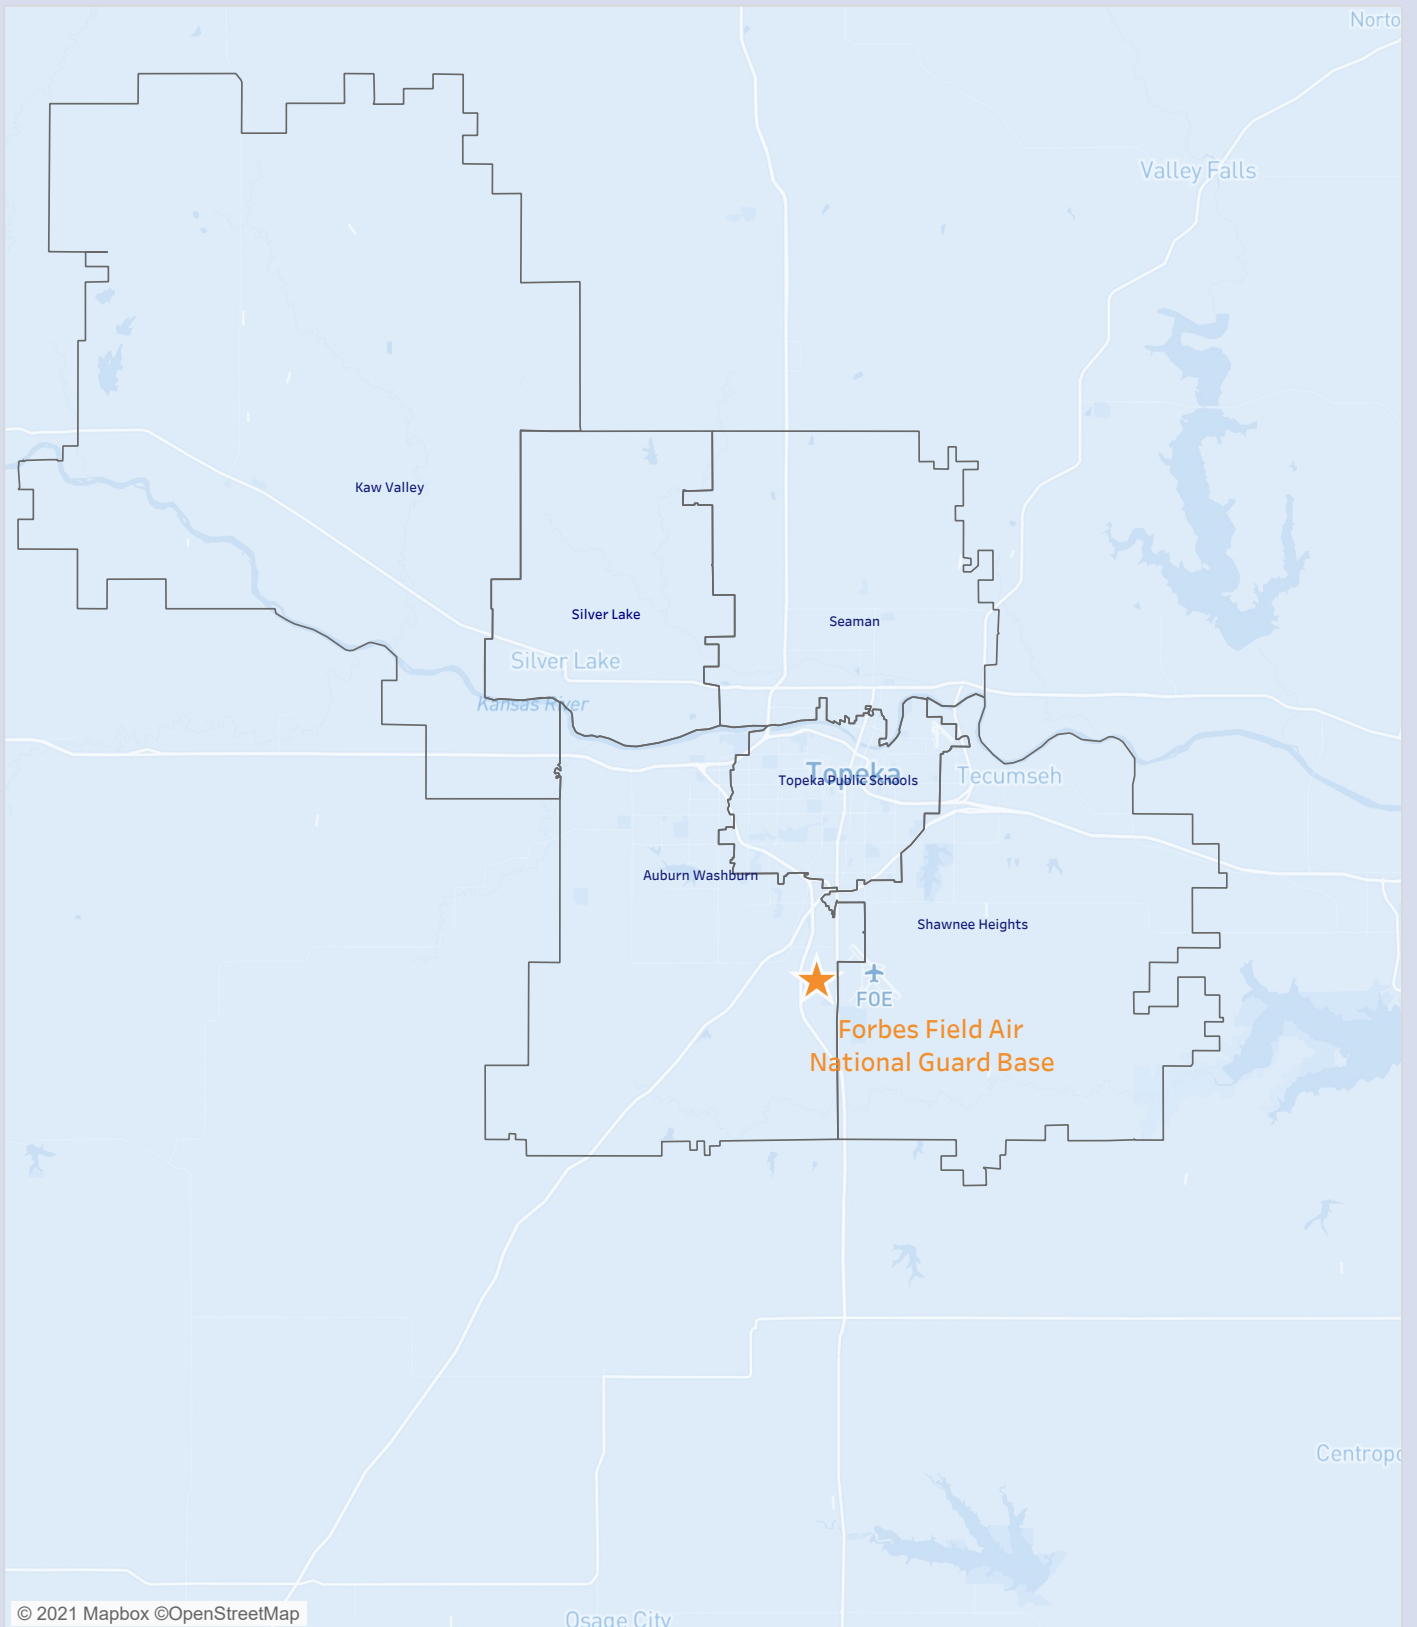 Norto
Valley Falls
Kaw Valley
Silver Lake
Seaman
Silver Lake
Kansas River
Topeka
Tecumseh
Topeka Public Schools
Auburn Washburn
Shawnee Heights
FOE
Forbes Field Air
National Guard Base
Centropo
© 2021 Mapbox ©OpenStreetMap
Osage City